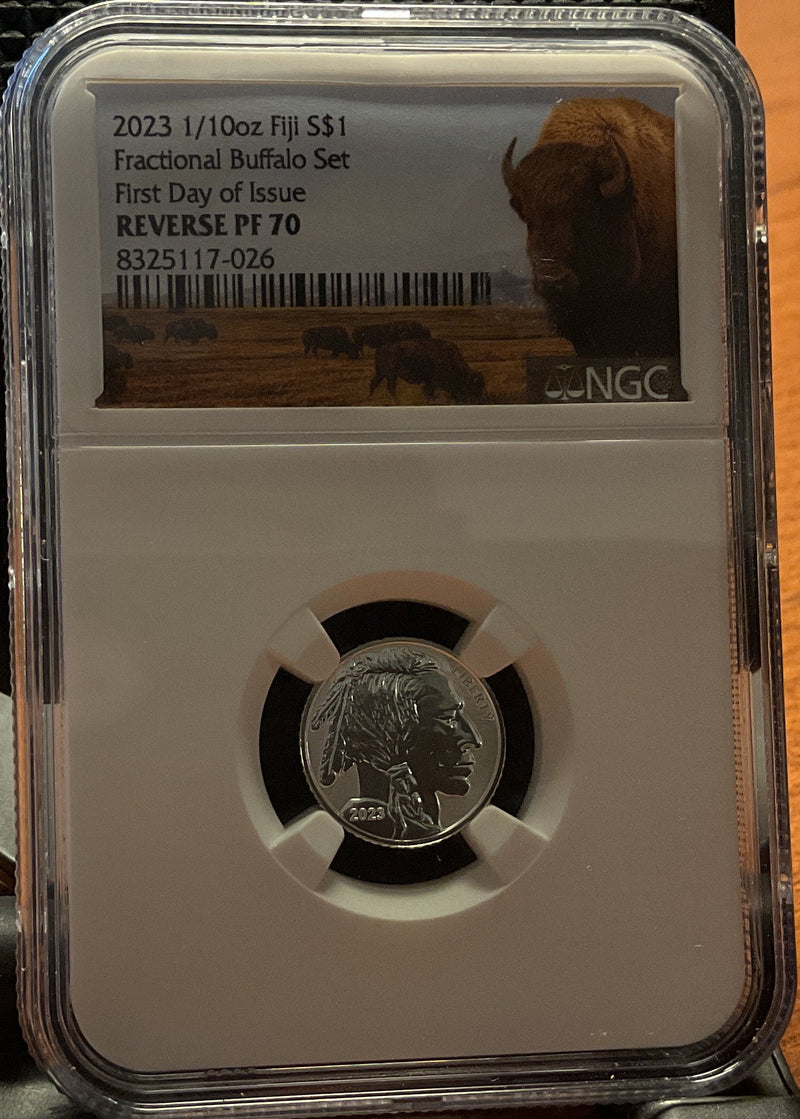 2023 1/10oz Fiji S$1
Fractional Buffalo Set
First Day of Issue
REVERSE PF 70
8325117-026
NGC
LIBERTY
2023